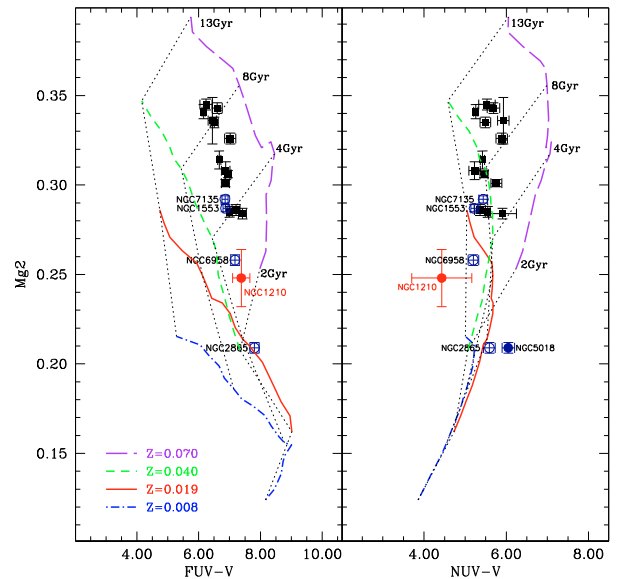 13Gyr
8Gyr
4Gyr
2Gyr
NGC7135
NGC1553
NGC6958
NGC1210
NGC2865
Z=0.070
Z=0.040
Z=0.019
Z=0.008
0.35
0.30
0.25
0.20
0.15
Mg2
4.00 6.00 8.00 10.00
FUV-V
13Gyr
8Gyr
4Gyr
2Gyr
NGC7135
NGC1553
NGC6958
NGC1210
NGC2865
NGC5018
4.00 6.00 8.00
NUV-V